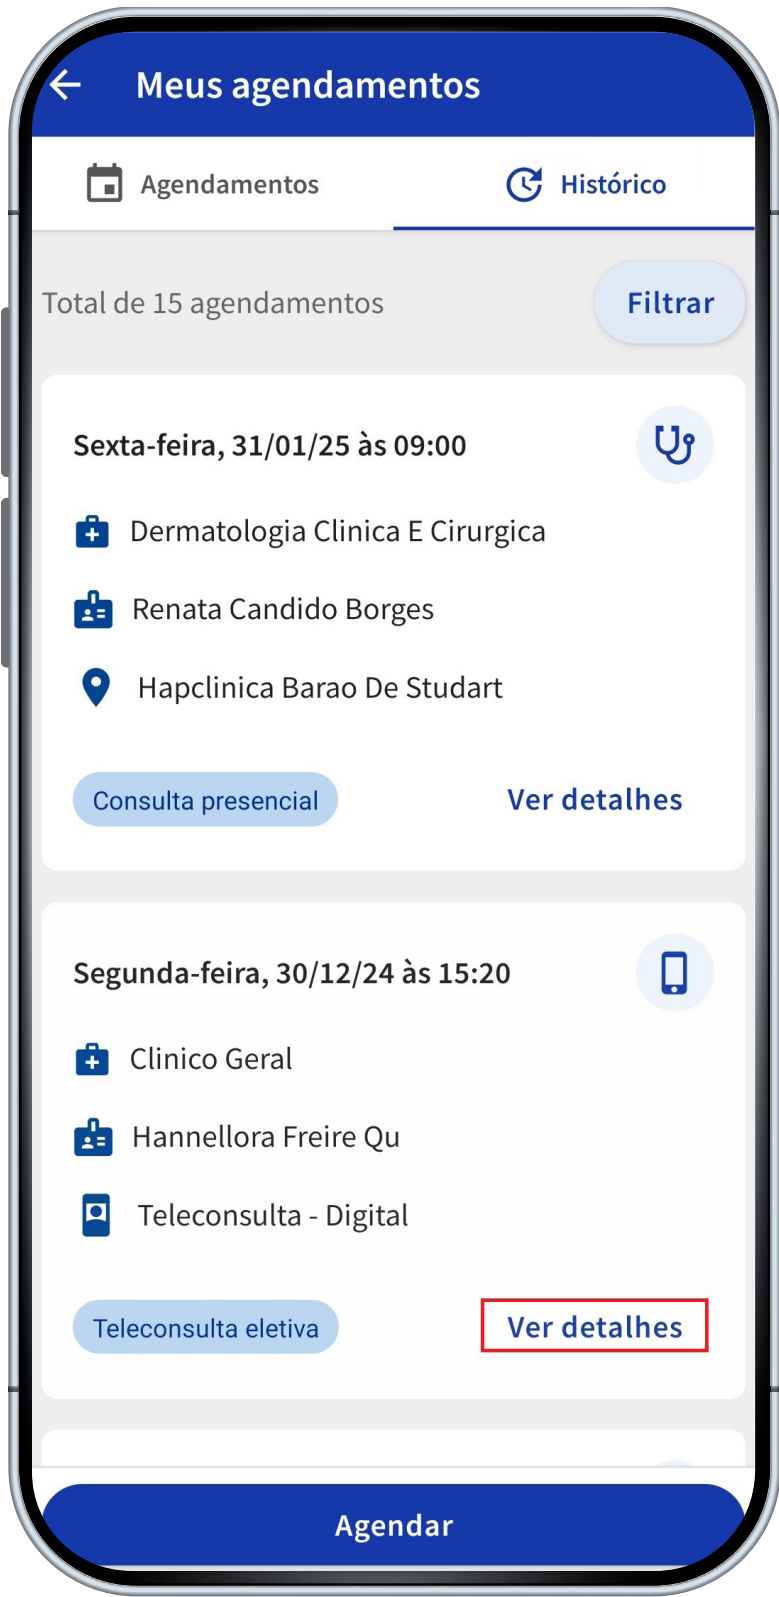 Meus agendamentos
Agendamentos
Histórico
Total de 15 agendamentos
Filtrar
Sexta-feira, 31/01/25 às 09:00
Dermatologia Clinica E Cirurgica
Renata Candido Borges
Hapclinica Barao De Studart
Consulta presencial
Ver detalhes
Segunda-feira, 30/12/24 às 15:20
Clinico Geral
Hannellora Freire Qu
Teleconsulta - Digital
Teleconsulta eletiva
Ver detalhes
Agendar